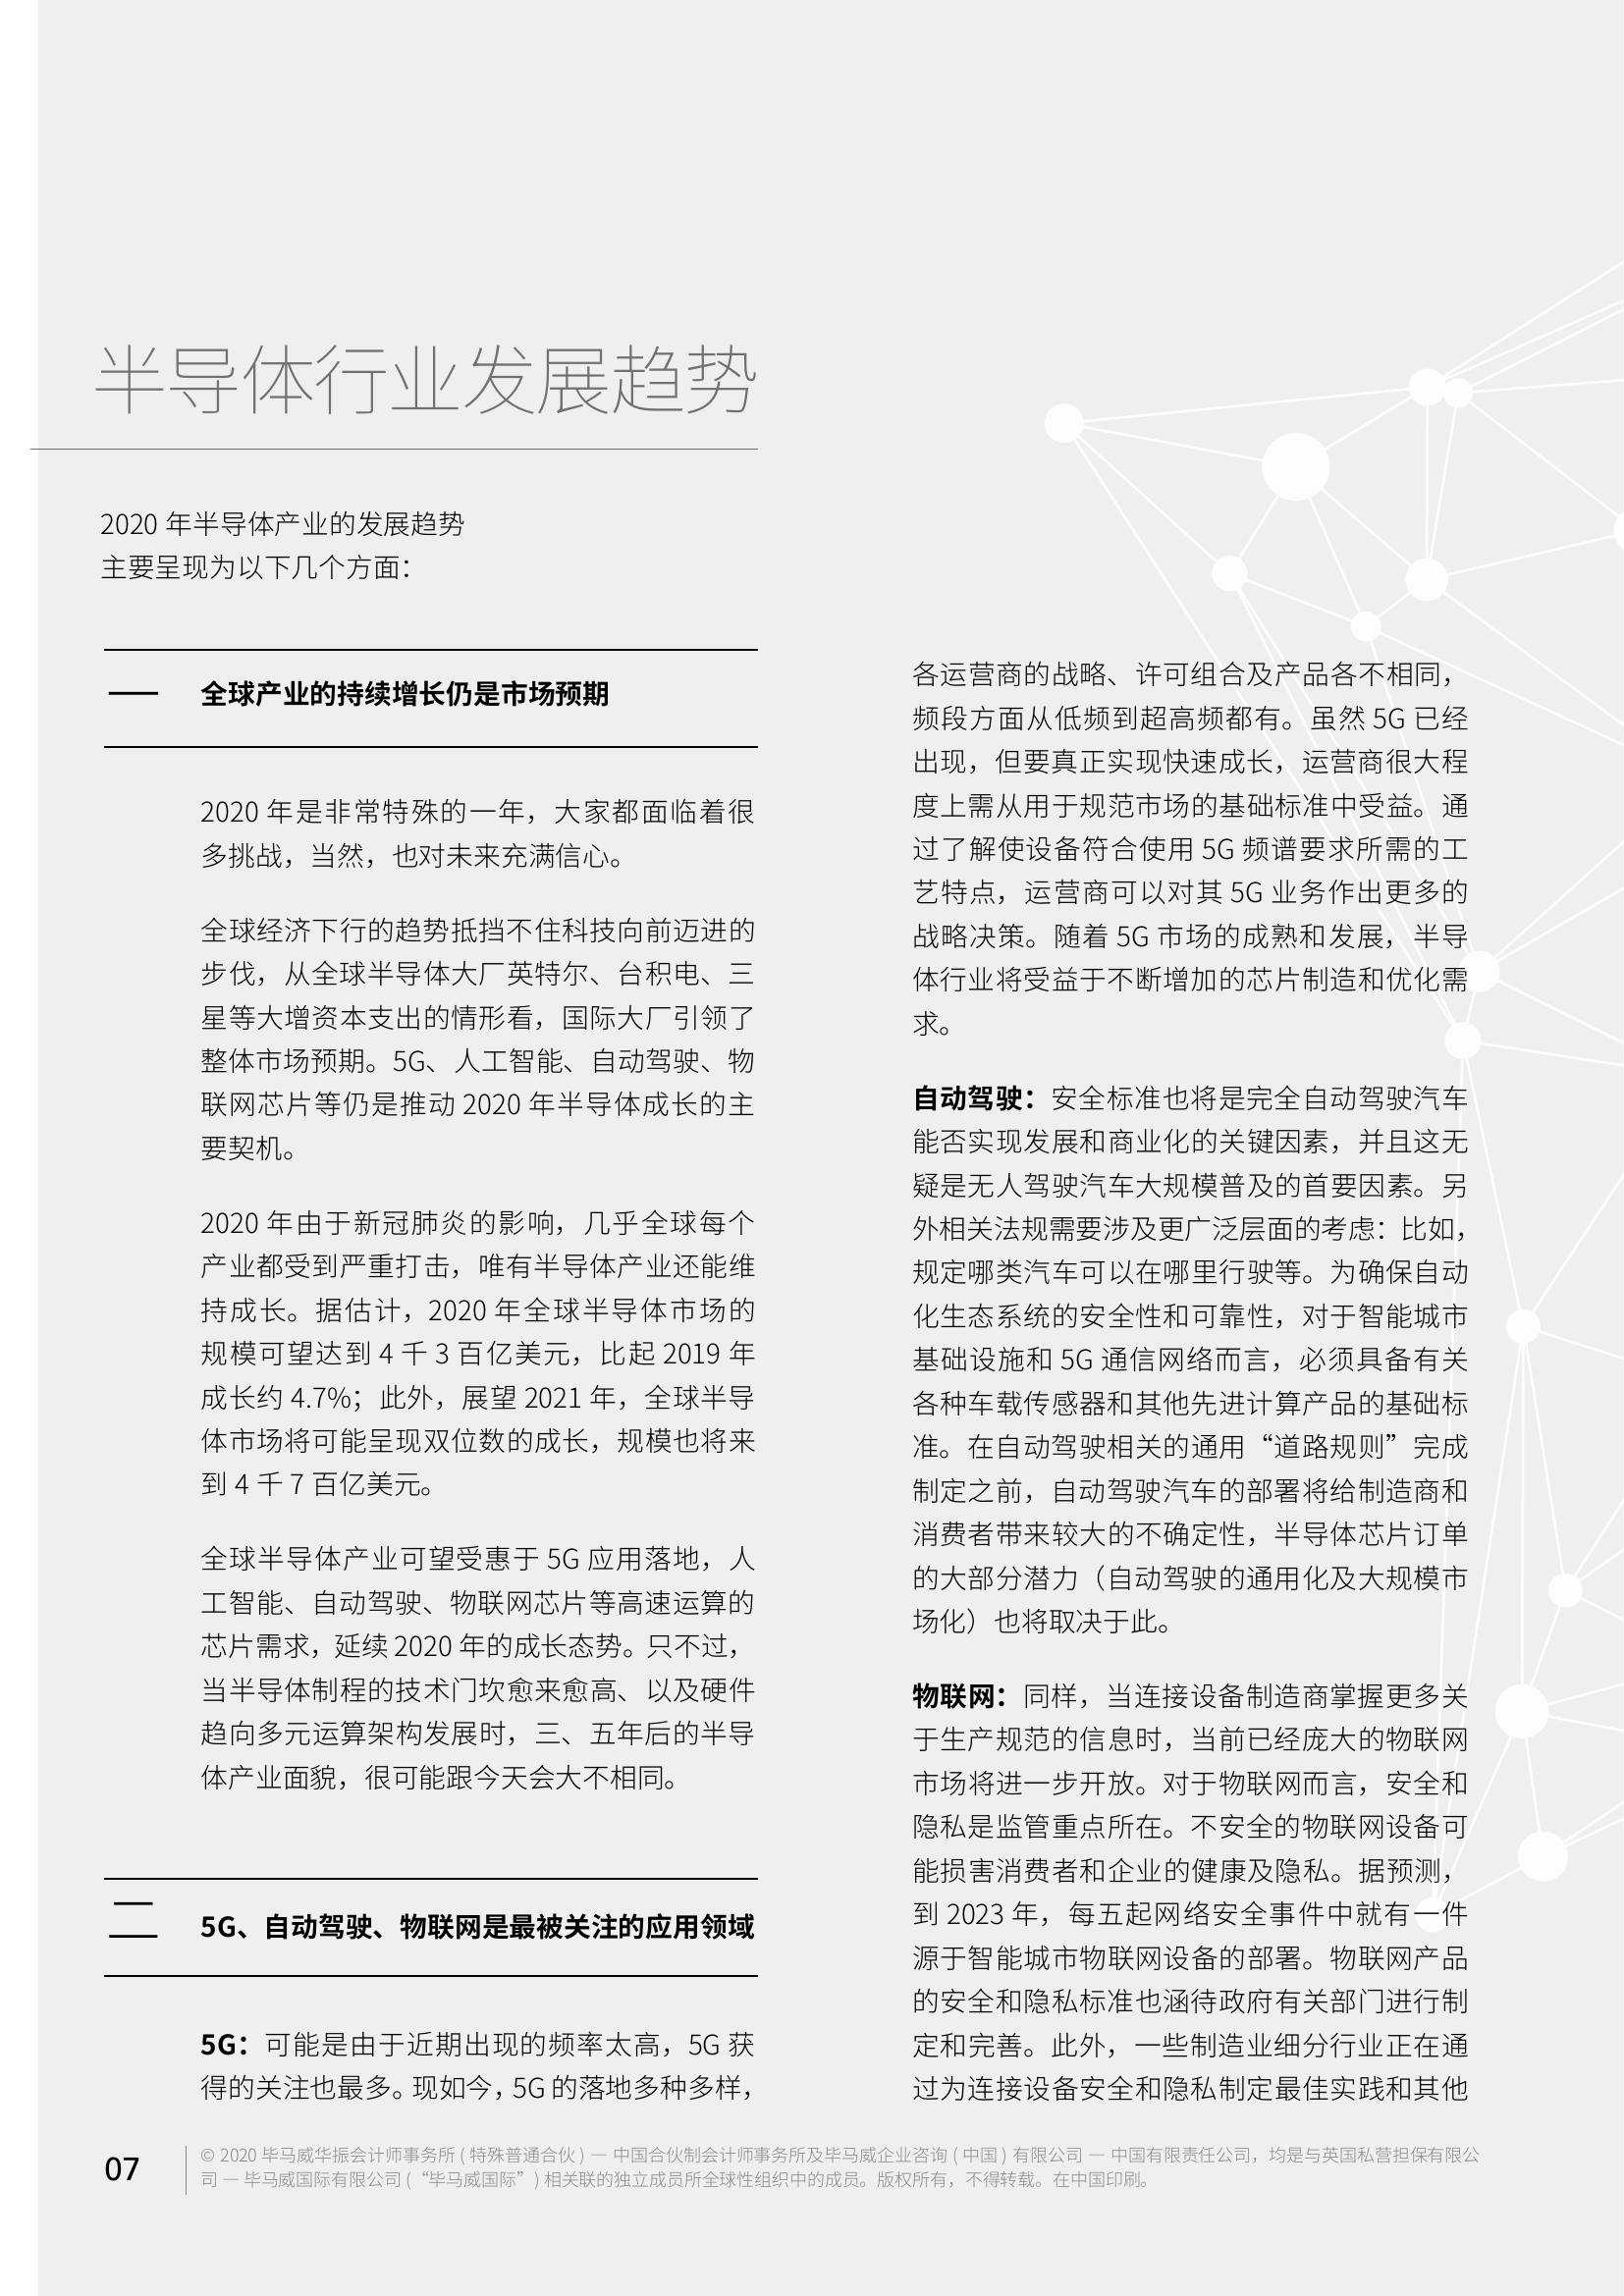 半导体行业发展趋势
2020 年半导体产业的发展趋势
主要呈现为以下几个方面：
一 全球产业的持续增长仍是市场预期
2020 年是非常特殊的一年，大家都面临着很
多挑战，当然，也对未来充满信心。
全球经济下行的趋势抵挡不住科技向前迈进的
步伐，从全球半导体大厂英特尔、台积电、三
星等大增资本支出的情形看，国际大厂引领了
整体市场预期。5G、人工智能、自动驾驶、物
联网芯片等仍是推动 2020 年半导体成长的主
要契机。
2020 年由于新冠肺炎的影响，几乎全球每个
产业都受到严重打击，唯有半导体产业还能维
持成长。据估计，2020 年全球半导体市场的
规模可望达到 4 千 3 百亿美元，比起 2019 年
成长约 4.7%；此外，展望 2021 年，全球半导
体市场将可能呈现双位数的成长，规模也将来
到 4 千 7 百亿美元。
全球半导体产业可望受惠于 5G 应用落地，人
工智能、自动驾驶、物联网芯片等高速运算的
芯片需求，延续 2020 年的成长态势。只不过，
当半导体制程的技术门坎愈来愈高、以及硬件
趋向多元运算架构发展时，三、五年后的半导
体产业面貌，很可能跟今天会大不相同。
二 5G、自动驾驶、物联网是最被关注的应用领域
5G：可能是由于近期出现的频率太高，5G 获
得的关注也最多。现如今，5G 的落地多种多样，
各运营商的战略、许可组合及产品各不相同，
频段方面从低频到超高频都有。虽然 5G 已经
出现，但要真正实现快速成长，运营商很大程
度上需从用于规范市场的基础标准中受益。通
过了解使设备符合使用 5G 频谱要求所需的工
艺特点，运营商可以对其 5G 业务作出更多的
战略决策。随着 5G 市场的成熟和发展，半导
体行业将受益于不断增加的芯片制造和优化需
求。
自动驾驶：安全标准也将是完全自动驾驶汽车
能否实现发展和商业化的关键因素，并且这无
疑是无人驾驶汽车大规模普及的首要因素。另
外相关法规需要涉及更广泛层面的考虑：比如，
规定哪类汽车可以在哪里行驶等。为确保自动
化生态系统的安全性和可靠性，对于智能城市
基础设施和 5G 通信网络而言，必须具备有关
各种车载传感器和其他先进计算产品的基础标
准。在自动驾驶相关的通用“道路规则”完成
制定之前，自动驾驶汽车的部署将给制造商和
消费者带来较大的不确定性，半导体芯片订单
的大部分潜力（自动驾驶的通用化及大规模市
场化）也将取决于此。
物联网：同样，当连接设备制造商掌握更多关
于生产规范的信息时，当前已经庞大的物联网
市场将进一步开放。对于物联网而言，安全和
隐私是监管重点所在。不安全的物联网设备可
能损害消费者和企业的健康及隐私。据预测，
到 2023 年，每五起网络安全事件中就有一件
源于智能城市物联网设备的部署。物联网产品
的安全和隐私标准也涵待政府有关部门进行制
定和完善。此外，一些制造业细分行业正在通
过为连接设备安全和隐私制定最佳实践和其他
07
© 2020 毕马威华振会计师事务所 ( 特殊普通合伙 ) — 中国合伙制会计师事务所及毕马威企业咨询 ( 中国 ) 有限公司 — 中国有限责任公司，均是与英国私营担保有限公
司 — 毕马威国际有限公司 (“毕马威国际”) 相关联的独立成员所全球性组织中的成员。版权所有，不得转载。在中国印刷。